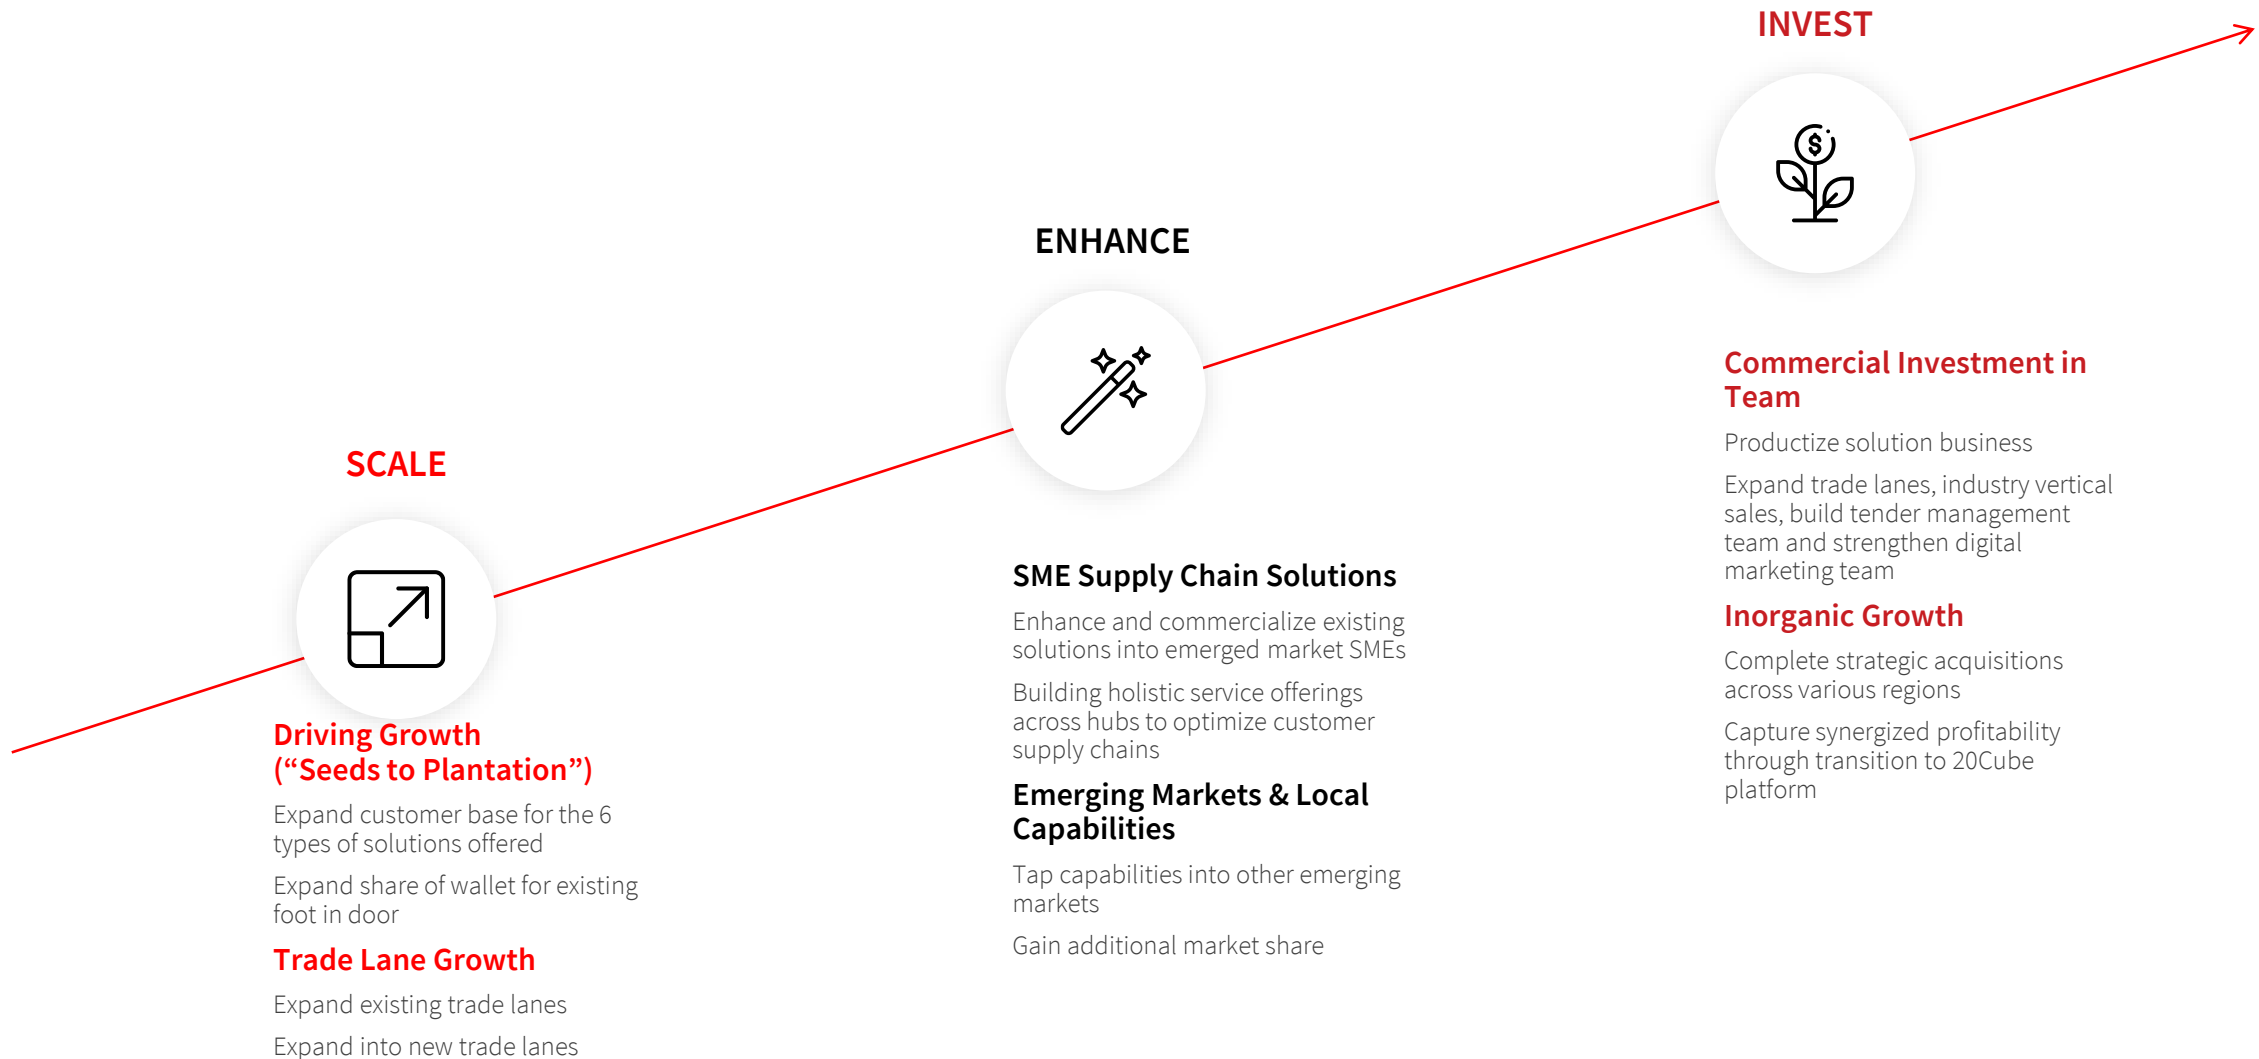 SCALE
Driving Growth
(“Seeds to Plantation”)
Expand customer base for the 6
types of solutions offered
Expand share of wallet for existing
foot in door
Trade Lane Growth
Expand existing trade lanes
Expand into new trade lanes
ENHANCE
SME Supply Chain Solutions
Enhance and commercialize existing
solutions into emerged market SMEs
Building holistic service offerings
across hubs to optimize customer
supply chains
Emerging Markets & Local
Capabilities
Tap capabilities into other emerging
markets
Gain additional market share
INVEST
$
Commercial Investment in
Team
Productize solution business
Expand trade lanes, industry vertical
sales, build tender management
team and strengthen digital
marketing team
Inorganic Growth
Complete strategic acquisitions
across various regions
Capture synergized profitability
through transition to 20Cube
platform